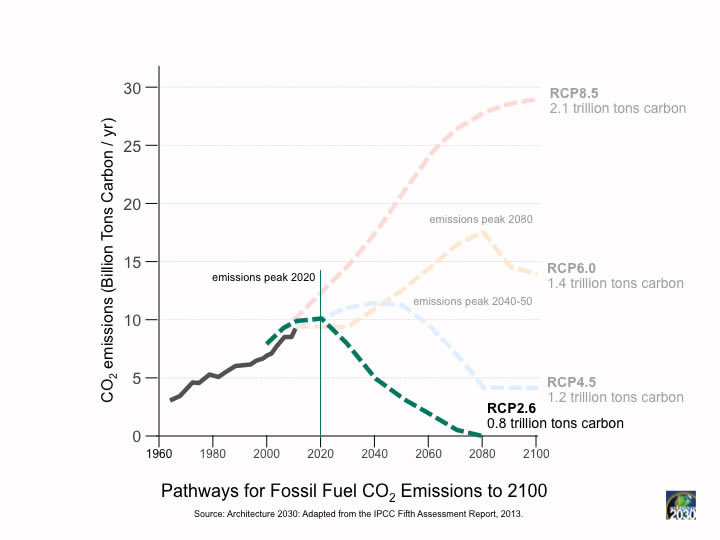 30
25
20
15
10
5
0
CO2 emissions (Billion Tons Carbon / yr)
RCP8.5
2.1 trillion tons carbon
emissions peak 2080
RCP6.0
1.4 trillion tons carbon
emissions peak 2020
emissions peak 2040-50
RCP4.5
1.2 trillion tons carbon
RCP2.6
0.8 trillion tons carbon
1960 1980 2000 2020 2040 2060 2080 2100
Pathways for Fossil Fuel CO2 Emissions to 2100
Source: Architecture 2030: Adapted from the IPCC Fifth Assessment Report, 2013.
2030